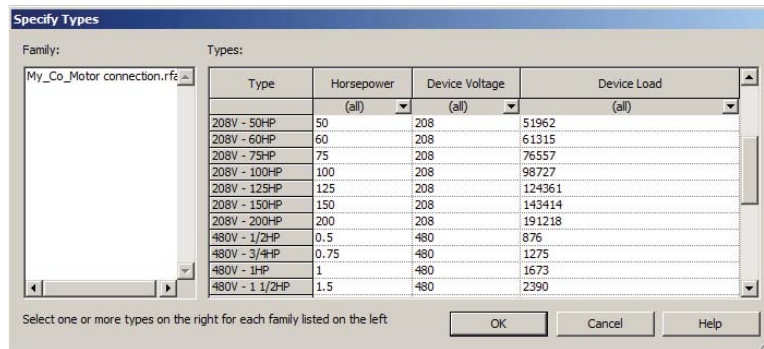 Specify Types
Family:
Types:
My_Co_Motor connection.rfa
Type Horsepower Device Voltage Device Load
(all) (all) (all)
208V - 50HP 50 208 51962
208V - 60HP 60 208 61315
208V - 75HP 75 208 76557
208V - 100HP 100 208 98727
208V - 125HP 125 208 124361
208V - 150HP 150 208 143414
208V - 200HP 200 208 191218
480V - 1/2HP 0.5 480 876
480V - 3/4HP 0.75 480 1275
480V - 1HP 1 480 1673
480V - 1 1/2HP 1.5 480 2390
Select one or more types on the right for each family listed on the left
OK Cancel Help